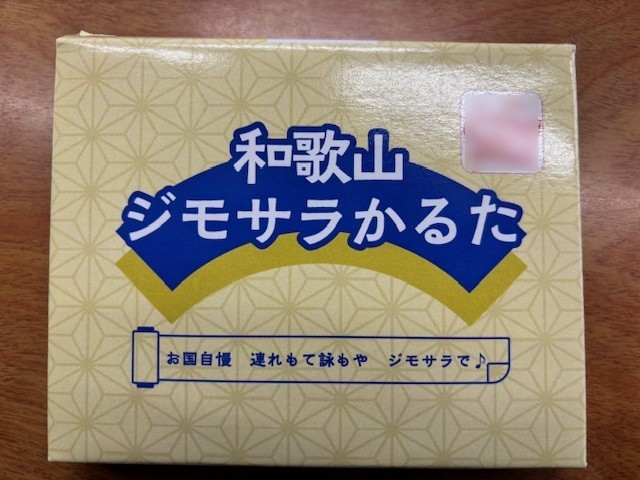 和歌山
ジモサラかるた
お国自慢 連れもて詠もや ジモサラで♪